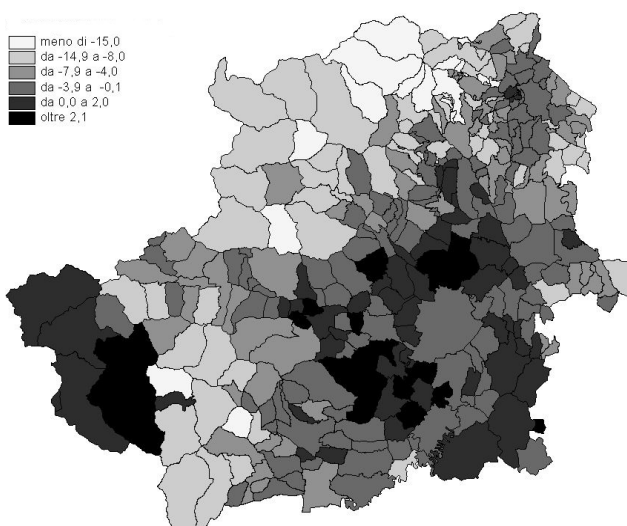 meno di -15,0
da -14,9 a -8,0
da -7,9 a -4,0
da -3,9 a -0,1
da 0,0 a 2,0
oltre 2,1